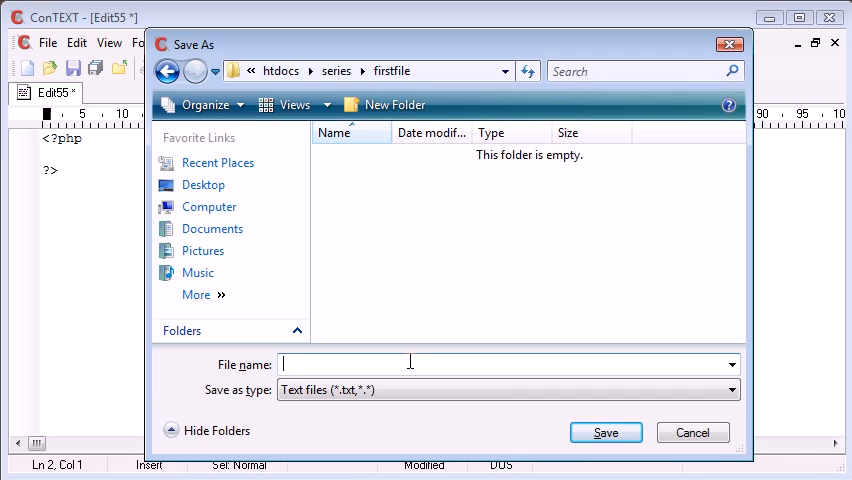 ConTEXT - [Edit55 *]
File Edit View Fo
Edit55 *
5 10
90 95 10
<?php
?>
Save As
« htdocs series firstfile
Search
Organize Views New Folder ?
Favorite Links
Recent Places
Desktop
Computer
Documents
Pictures
Music
More »
Folders
Name Date modif... Type Size
This folder is empty.
File name:
Save as type: Text files (*.txt,*.*)
Hide Folders
Save Cancel
Ln 2, Col 1 Insert Sel: Normal Modified DOS